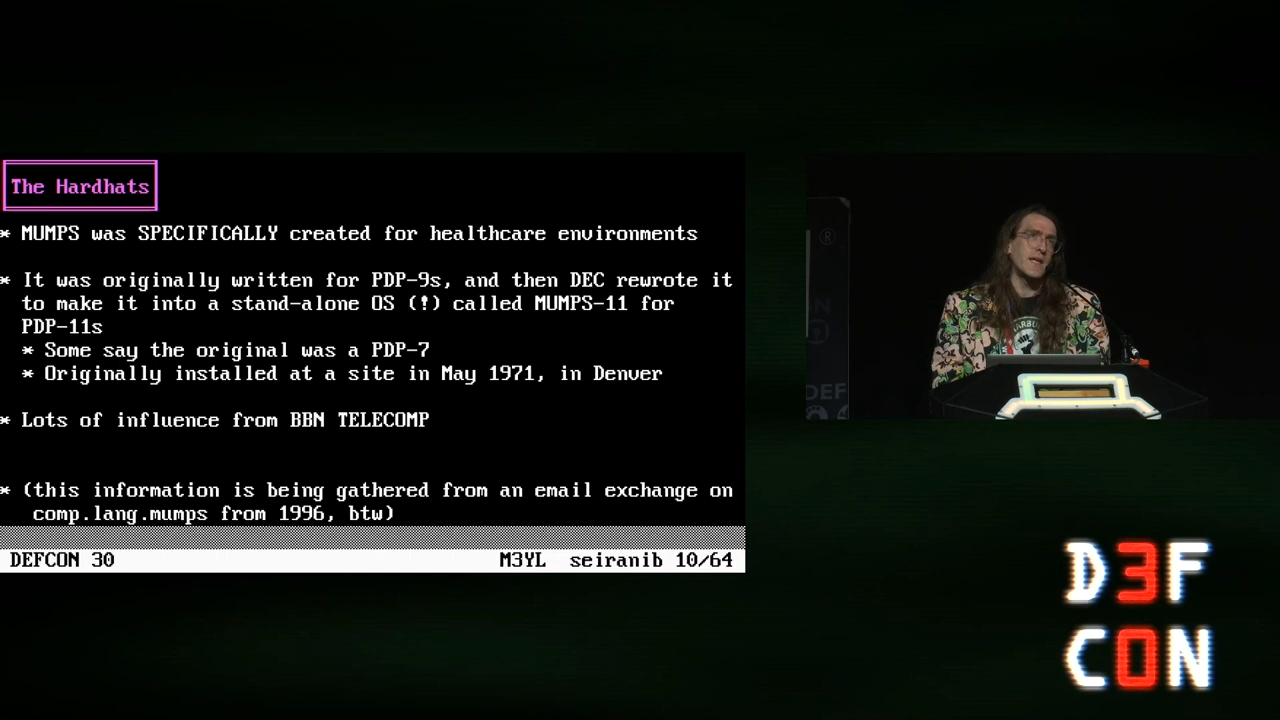 The Hardhats
* MUMPS was SPECIFICALLY created for healthcare environments
* It was originally written for PDP-9s, and then DEC rewrote it
to make it into a stand-alone OS (!) called MUMPS-11 for
PDP-11s
* Some say the original was a PDP-7
* Originally installed at a site in May 1971, in Denver
* Lots of influence from BBN TELECOMP
* (this information is being gathered from an email exchange on
comp.lang.mumps from 1996, btw)
DEFCON 30
M3YL seiranib 10/64
®
DEF
D3F
C0N